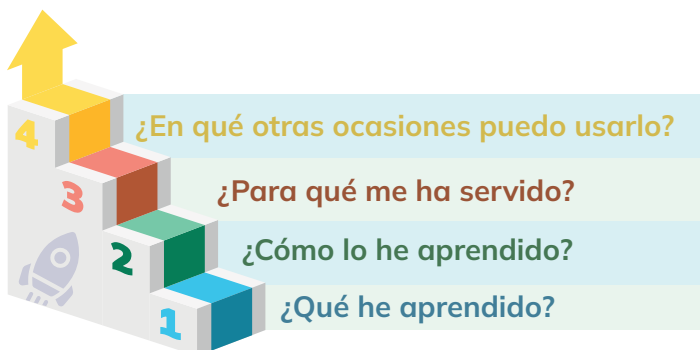 4 ¿En qué otras ocasiones puedo usarlo?
3 ¿Para qué me ha servido?
2 ¿Cómo lo he aprendido?
1 ¿Qué he aprendido?